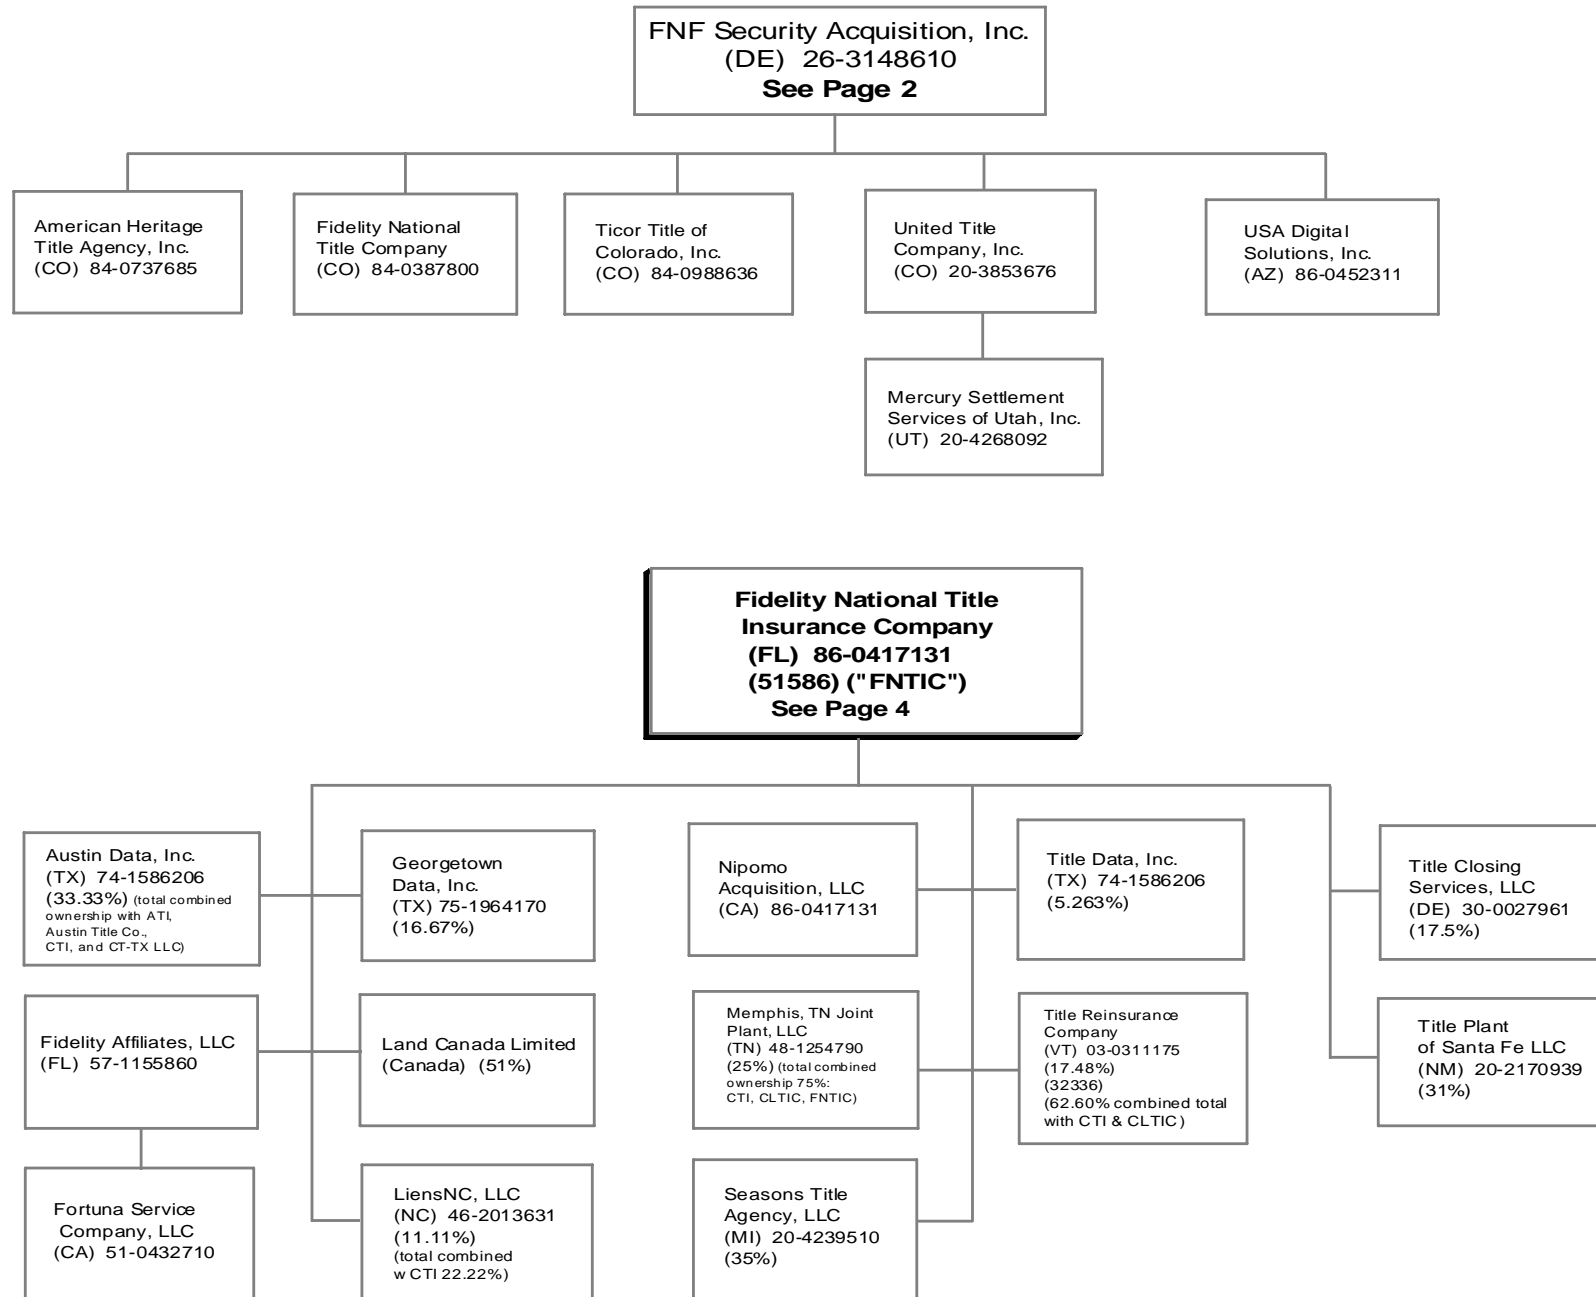 FNF Security Acquisition, Inc.
(DE) 26-3148610
See Page 2
American Heritage
Title Agency, Inc.
(CO) 84-0737685
Fidelity National
Title Company
(CO) 84-0387800
Ticor Title of
Colorado, Inc.
(CO) 84-0988636
United Title
Company, Inc.
(CO) 20-3853676
USA Digital
Solutions, Inc.
(AZ) 86-0452311
Mercury Settlement
Services of Utah, Inc.
(UT) 20-4268092
Fidelity National Title
Insurance Company
(FL) 86-0417131
(51586) ("FNTIC")
See Page 4
Austin Data, Inc.
(TX) 74-1586206
(33.33%) (total combined
ownership with ATI,
Austin Title Co.,
CTI, and CT-TX LLC)
Georgetown
Data, Inc.
(TX) 75-1964170
(16.67%)
Nipomo
Acquisition, LLC
(CA) 86-0417131
Title Data, Inc.
(TX) 74-1586206
(5.263%)
Title Closing
Services, LLC
(DE) 30-0027961
(17.5%)
Fidelity Affiliates, LLC
(FL) 57-1155860
Land Canada Limited
(Canada) (51%)
Memphis, TN Joint
Plant, LLC
(TN) 48-1254790
(25%) (total combined
ownership 75%:
CTI, CLTIC, FNTIC)
Title Reinsurance
Company
(VT) 03-0311175
(17.48%)
(32336)
(62.60% combined total
with CTI & CLTIC)
Title Plant
of Santa Fe LLC
(NM) 20-2170939
(31%)
Fortuna Service
Company, LLC
(CA) 51-0432710
LiensNC, LLC
(NC) 46-2013631
(11.11%)
(total combined
w CTI 22.22%)
Seasons Title
Agency, LLC
(MI) 20-4239510
(35%)